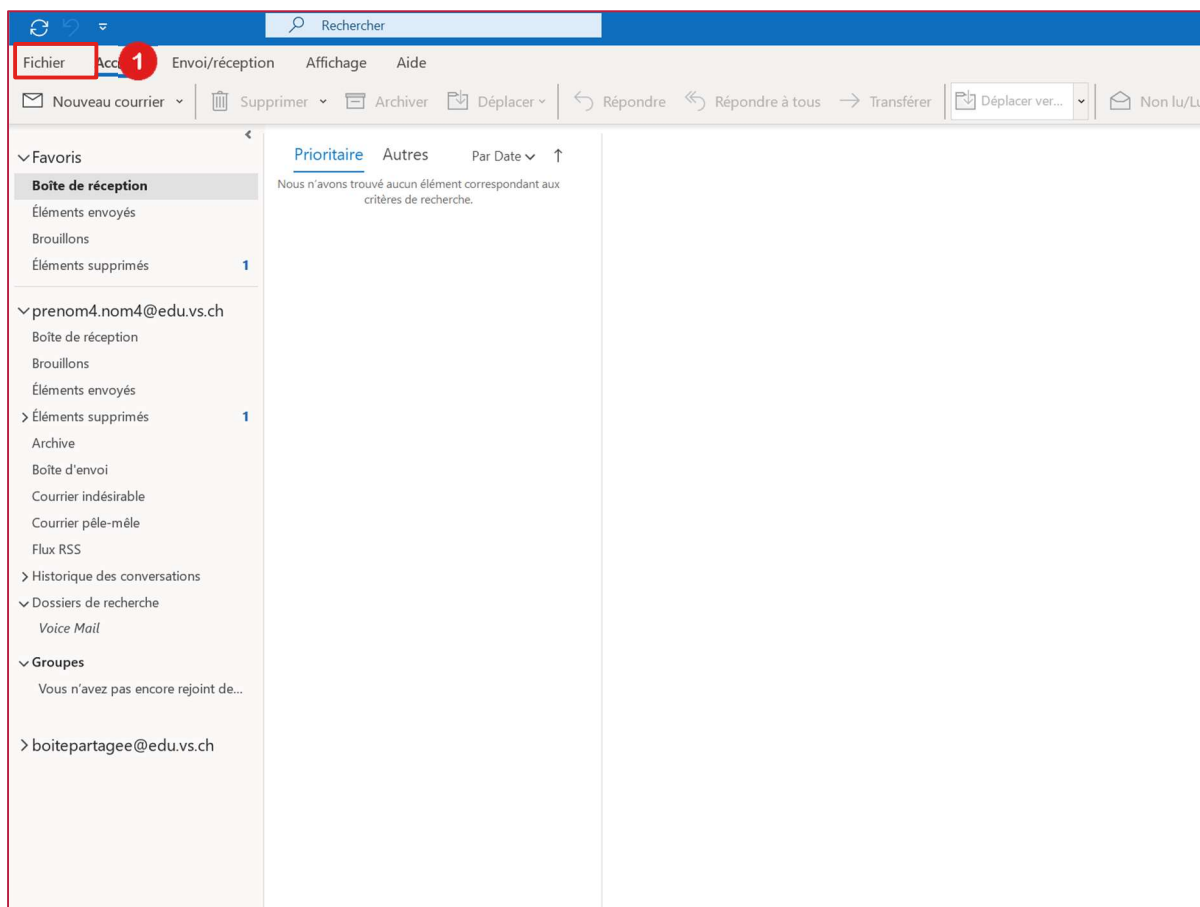 Rechercher
Fichier Acc 1 Envoi/réception Affichage Aide
Nouveau courrier Supprimer Archiver Déplacer Répondre Répondre à tous Transférer Déplacer ver... Non lu/Lu
Favoris
Boîte de réception
Éléments envoyés
Brouillons
Éléments supprimés 1
prenom4.nom4@edu.vs.ch
Boîte de réception
Brouillons
Éléments envoyés
Éléments supprimés 1
Archive
Boîte d'envoi
Courrier indésirable
Courrier pêle-mêle
Flux RSS
Historique des conversations
Dossiers de recherche
Voice Mail
Groupes
Vous n'avez pas encore rejoint de...
boitepartagee@edu.vs.ch
Prioritaire Autres Par Date
Nous n'avons trouvé aucun élément correspondant aux
critères de recherche.